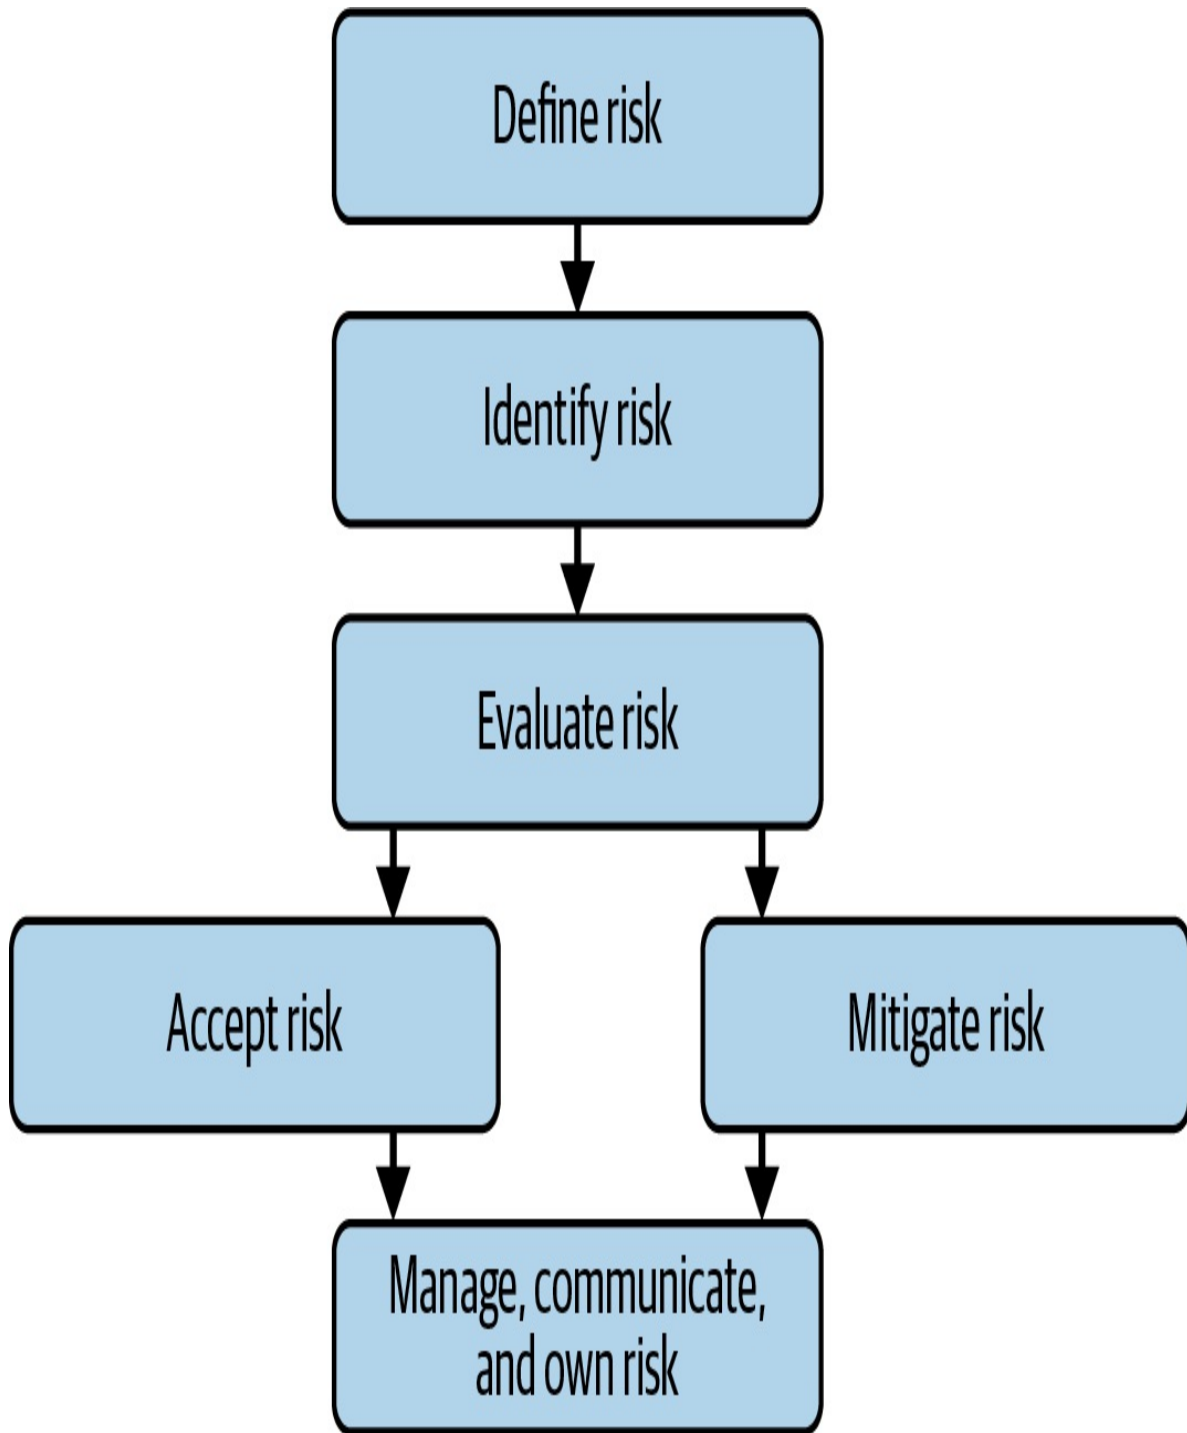 Define risk
Identify risk
Evaluate risk
Accept risk
Mitigate risk
Manage, communicate,
and own risk